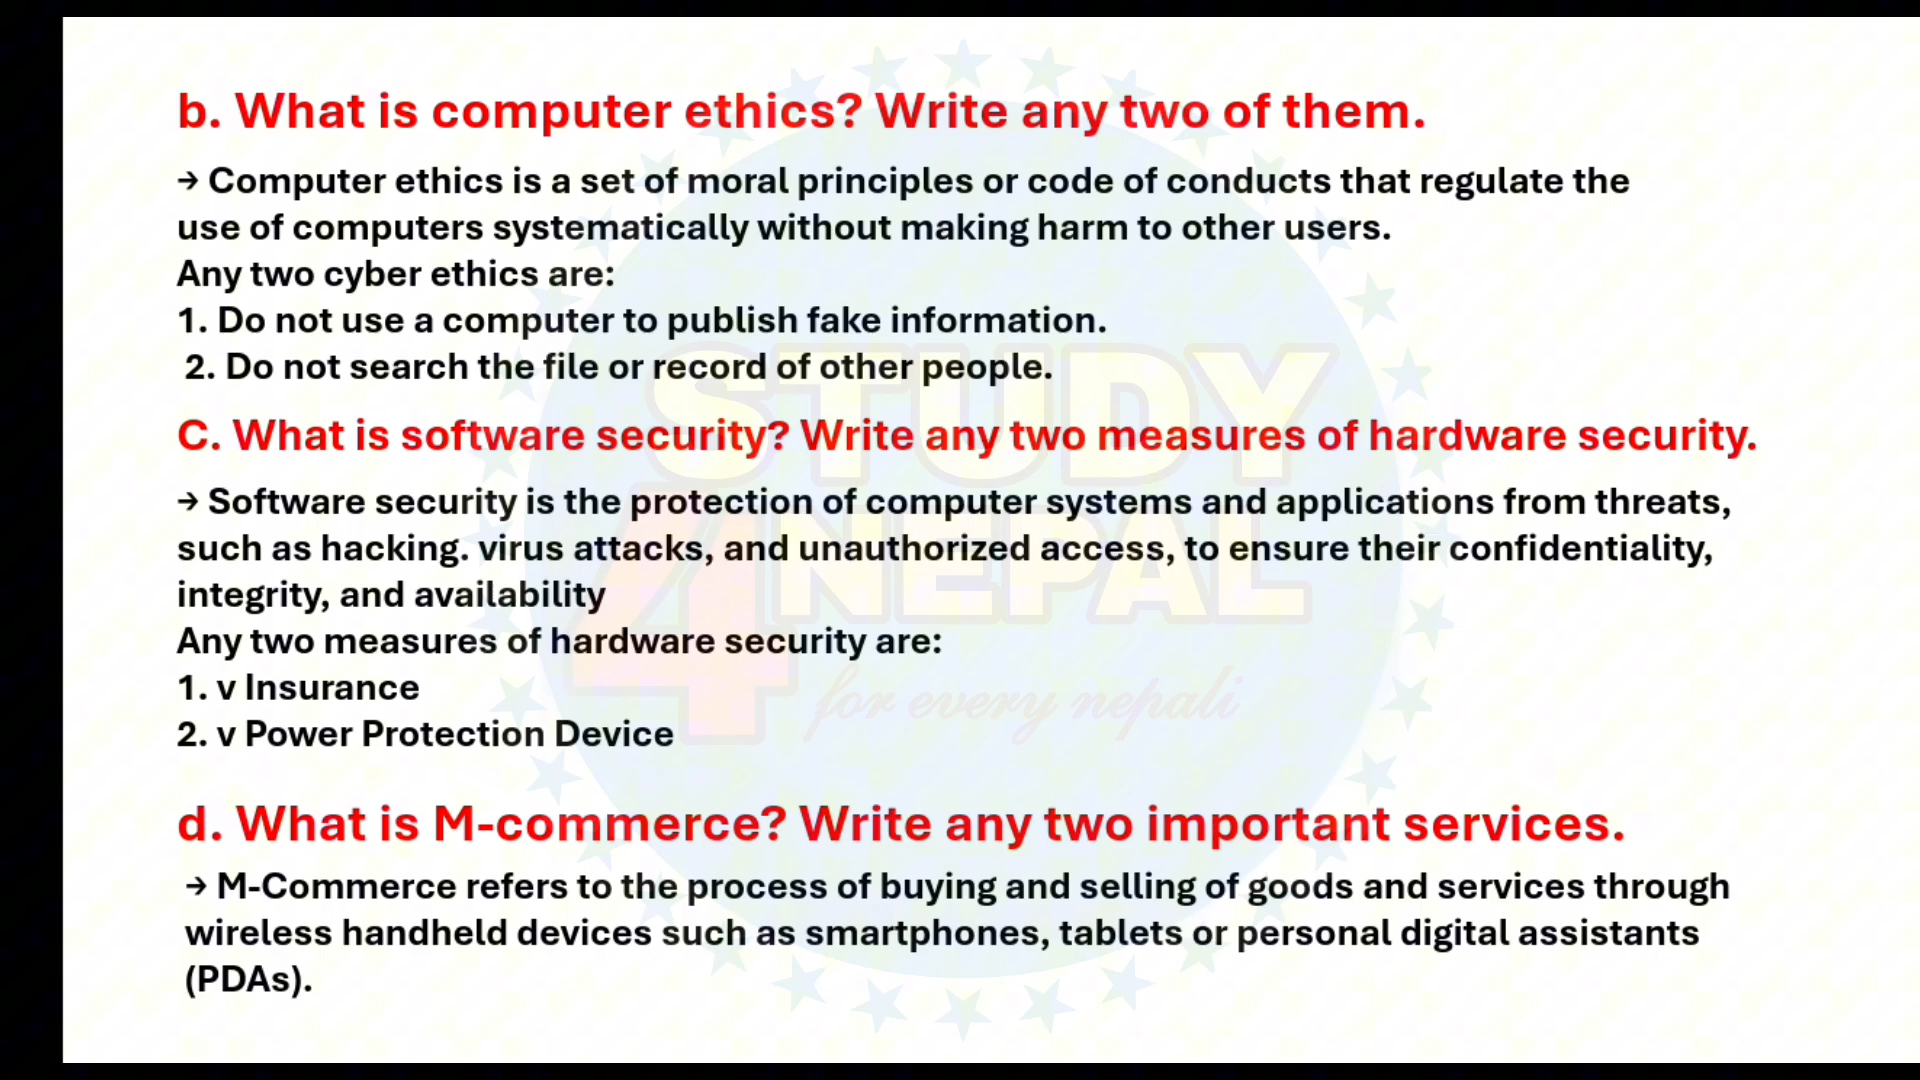 b. What is computer ethics? Write any two of them.
→ Computer ethics is a set of moral principles or code of conducts that regulate the
use of computers systematically without making harm to other users.
Any two cyber ethics are:
1. Do not use a computer to publish fake information.
2. Do not search the file or record of other people.
C. What is software security? Write any two measures of hardware security.
→ Software security is the protection of computer systems and applications from threats,
such as hacking. virus attacks, and unauthorized access, to ensure their confidentiality,
integrity, and availability
Any two measures of hardware security are:
1. v Insurance
2. v Power Protection Device
d. What is M-commerce? Write any two important services.
→ M-Commerce refers to the process of buying and selling of goods and services through
wireless handheld devices such as smartphones, tablets or personal digital assistants
(PDAs).
STUDY
4 NEPAL
for every nepali